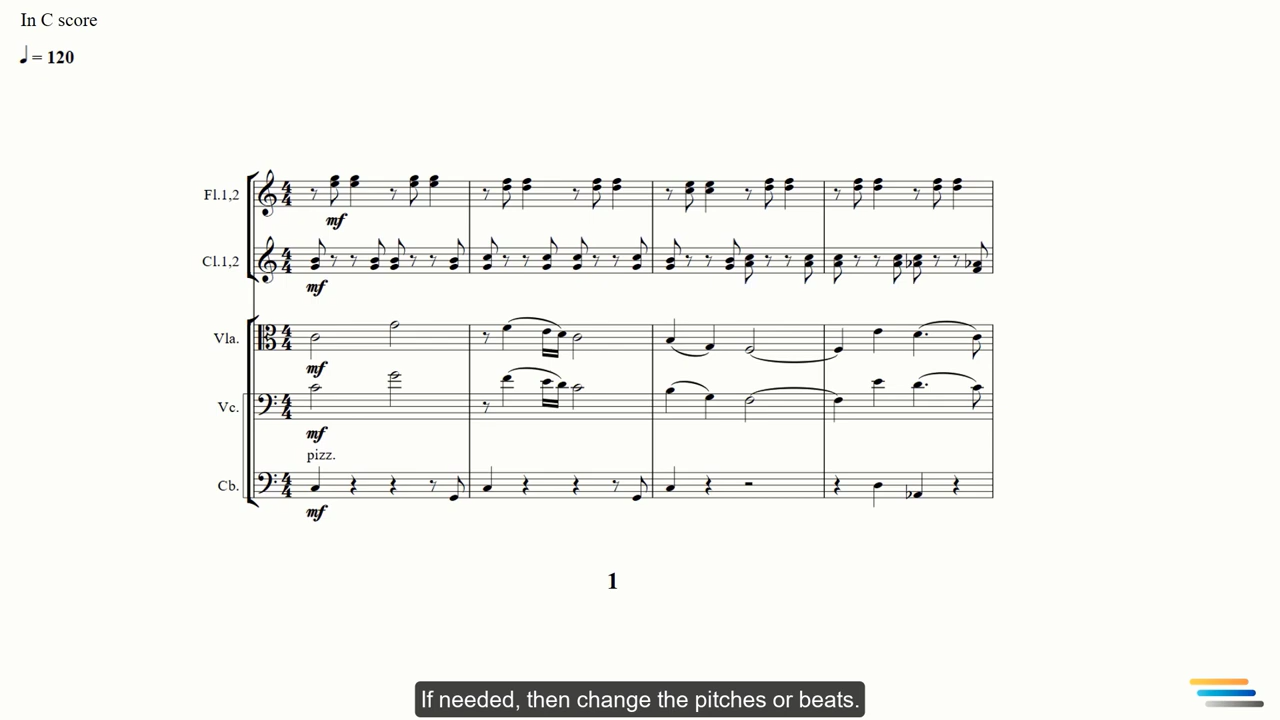 In C score
♩ = 120
Fl.1,2
mf
Cl.1,2
mf
Vla.
mf
Vc.
mf
pizz.
Cb.
mf
1
If needed, then change the pitches or beats.